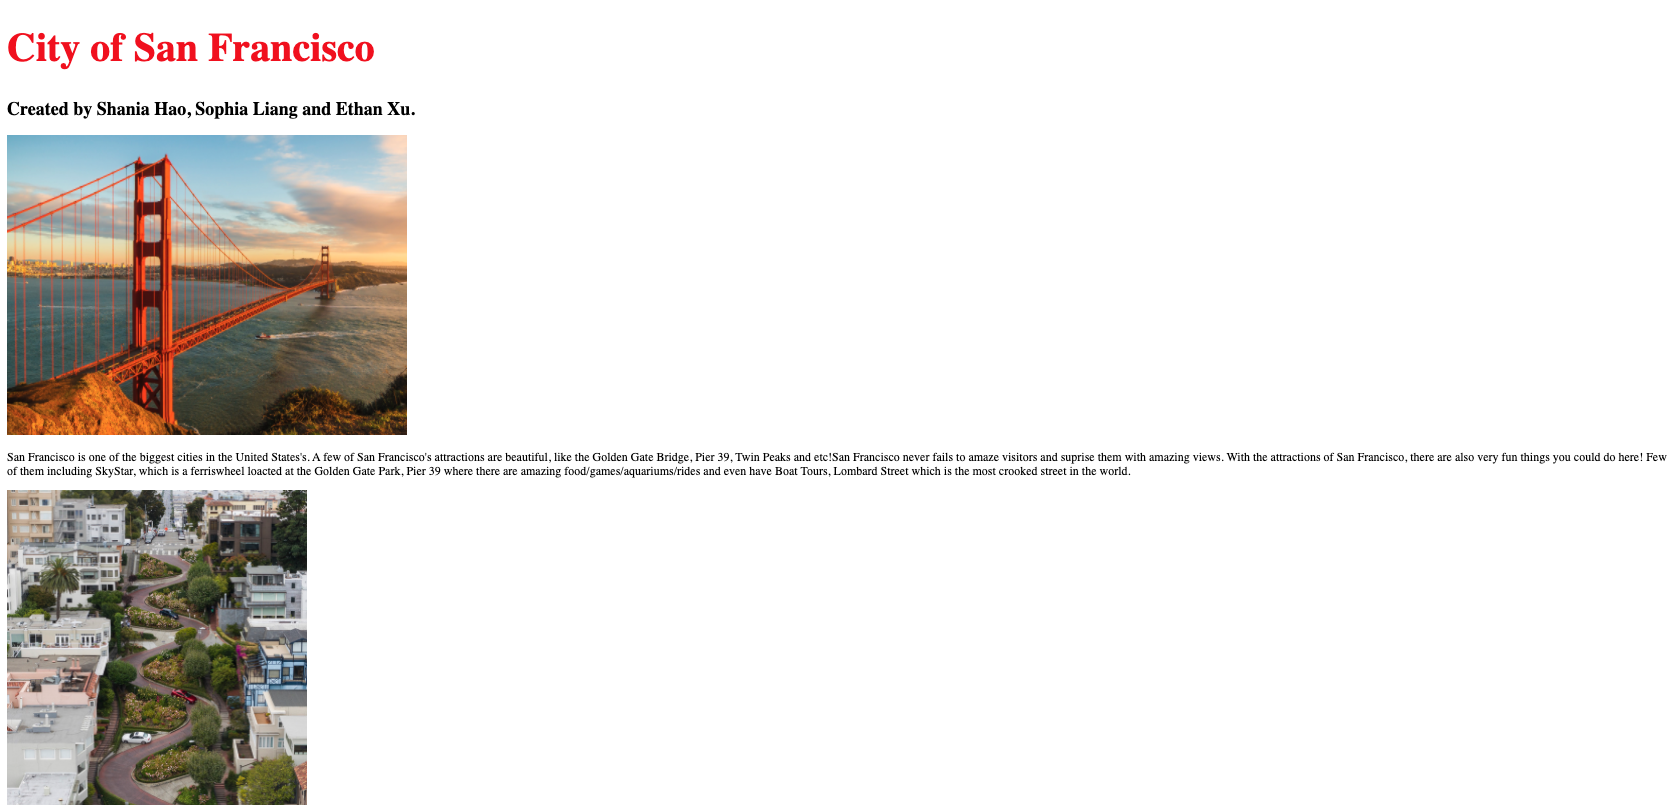 City of San Francisco
Created by Shania Hao, Sophia Liang and Ethan Xu.
San Francisco is one of the biggest cities in the United States's. A few of San Francisco's attractions are beautiful, like the Golden Gate Bridge, Pier 39, Twin Peaks and etc!San Francisco never fails to amaze visitors and suprise them with amazing views. With the attractions of San Francisco, there are also very fun things you could do here! Few
of them including SkyStar, which is a ferriswheel loacted at the Golden Gate Park, Pier 39 where there are amazing food/games/aquariums/rides and even have Boat Tours, Lombard Street which is the most crooked street in the world.